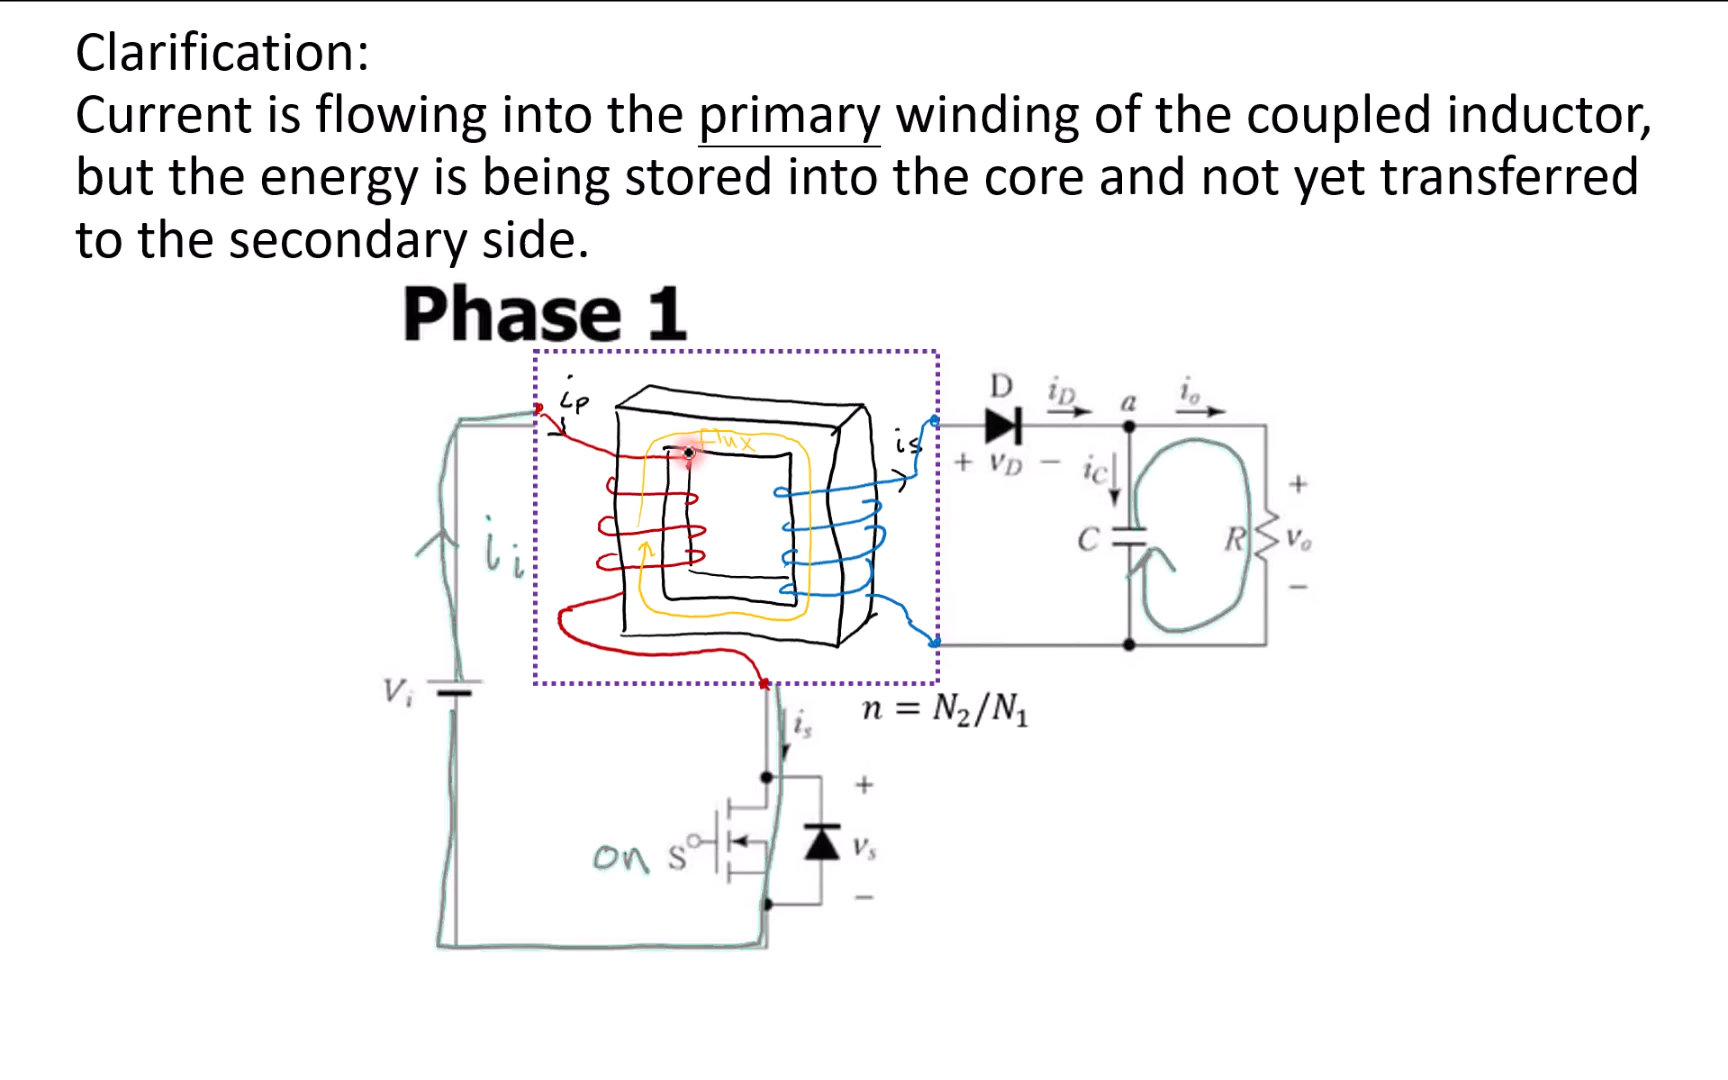 Clarification:
Current is flowing into the primary winding of the coupled inductor,
but the energy is being stored into the core and not yet transferred
to the secondary side.
Phase 1
ip
flux
is
D
iD
a
io
+ VD −
iC
C
R
+
Vo
−
ii
Vi
n = N₂/N₁
is
+
Vs
−
on
S